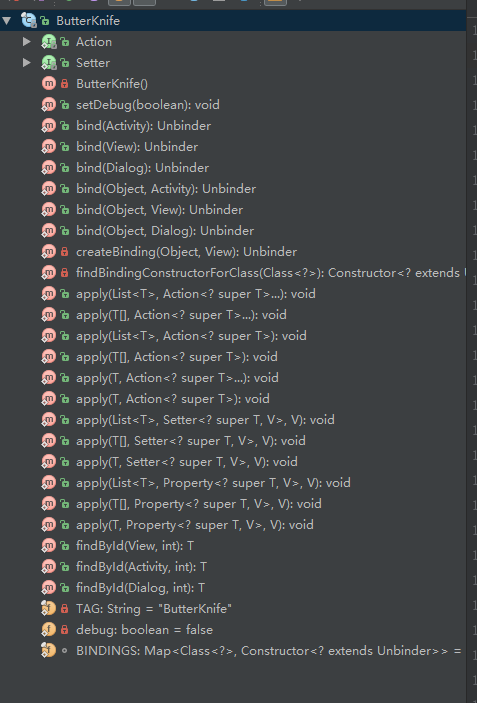 ButterKnife
Action
Setter
ButterKnife()
setDebug(boolean): void
bind(Activity): Unbinder
bind(View): Unbinder
bind(Dialog): Unbinder
bind(Object, Activity): Unbinder
bind(Object, View): Unbinder
bind(Object, Dialog): Unbinder
createBinding(Object, View): Unbinder
findBindingConstructorForClass(Class<?>): Constructor<? extends U
apply(List<T>, Action<? super T>...): void
apply(T[], Action<? super T>...): void
apply(List<T>, Action<? super T>): void
apply(T[], Action<? super T>): void
apply(T, Action<? super T>...): void
apply(T, Action<? super T>): void
apply(List<T>, Setter<? super T, V>, V): void
apply(T[], Setter<? super T, V>, V): void
apply(T, Setter<? super T, V>, V): void
apply(List<T>, Property<? super T, V>, V): void
apply(T[], Property<? super T, V>, V): void
apply(T, Property<? super T, V>, V): void
findById(View, int): T
findById(Activity, int): T
findById(Dialog, int): T
TAG: String = "ButterKnife"
debug: boolean = false
BINDINGS: Map<Class<?>, Constructor<? extends Unbinder>> =